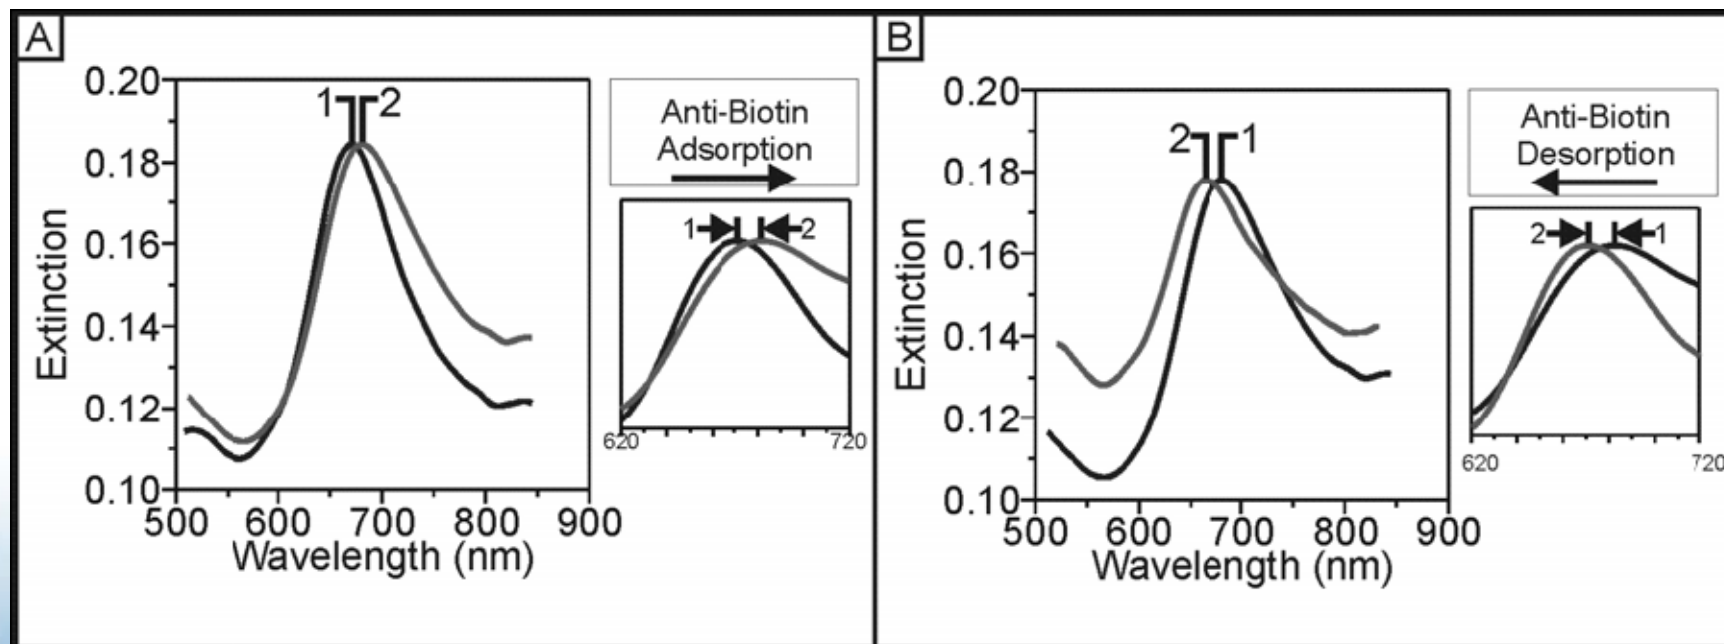 A
0.20
0.18
0.16
0.14
0.12
0.10
Extinction
500 600 700 800 900
Wavelength (nm)
1 2
Anti-Biotin
Adsorption
1 2
620 720
B
0.20
0.18
0.16
0.14
0.12
0.10
Extinction
500 600 700 800 900
Wavelength (nm)
2 1
Anti-Biotin
Desorption
2 1
620 720